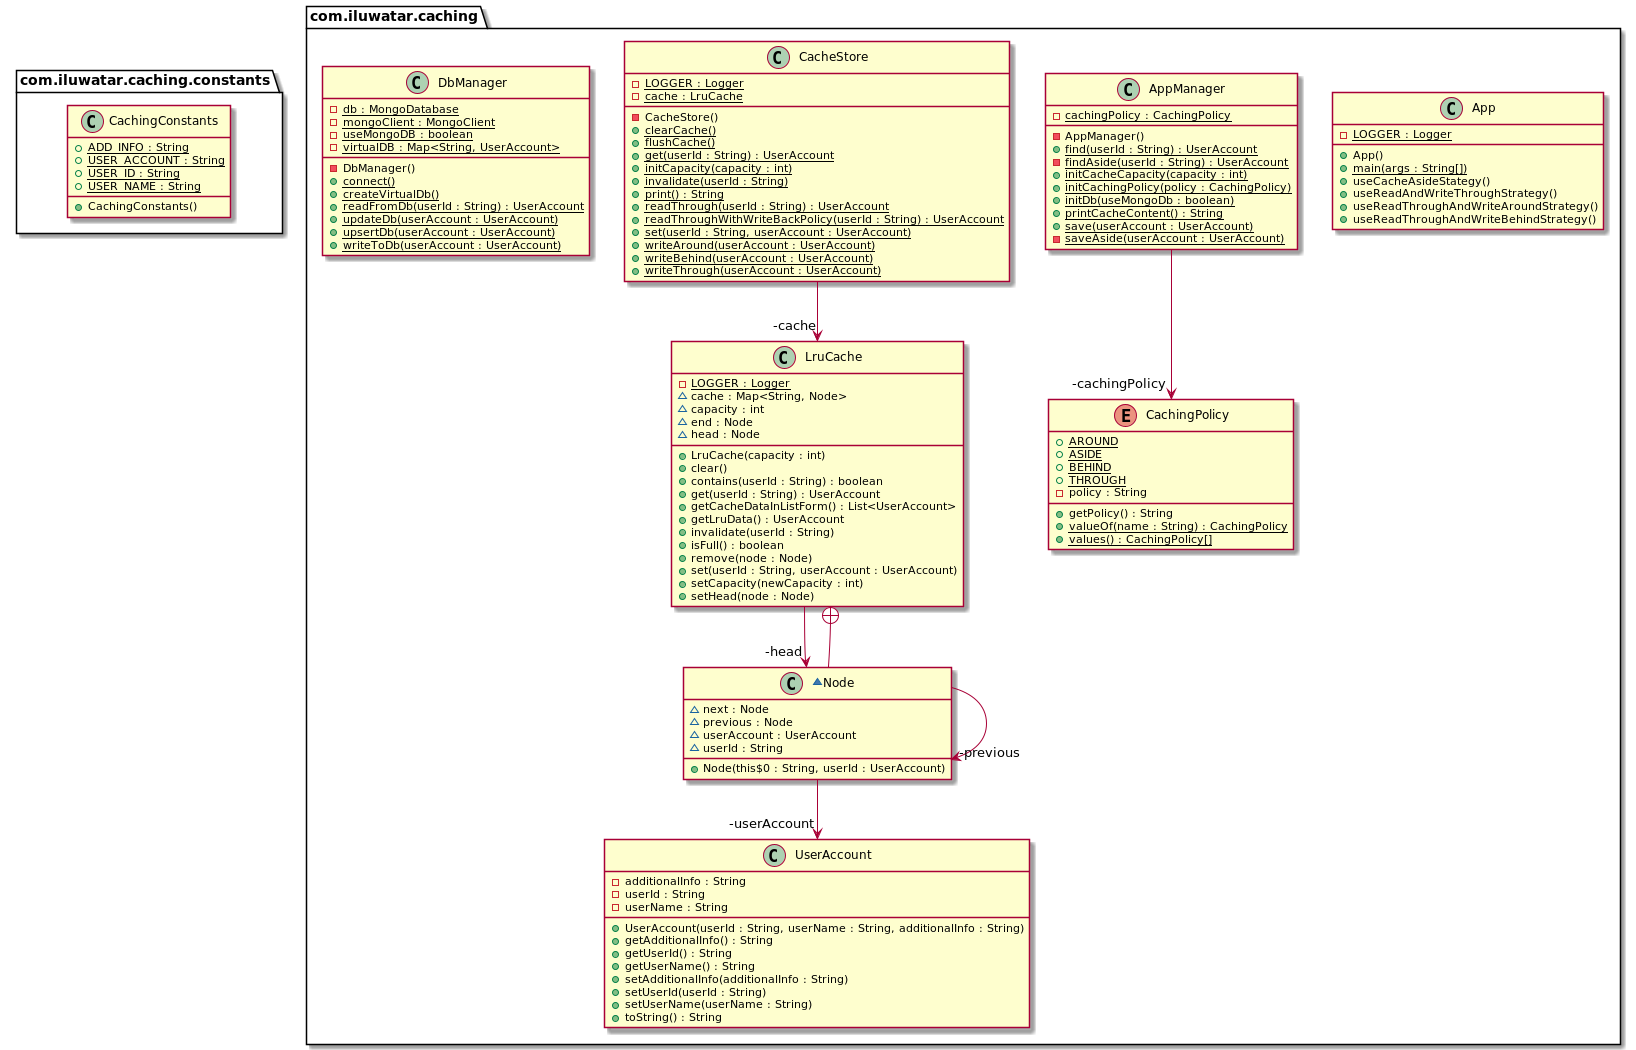 com.iluwatar.caching
com.iluwatar.caching.constants
C CachingConstants
ADD_INFO : String
USER_ACCOUNT : String
USER_ID : String
USER_NAME : String
CachingConstants()
C DbManager
db : MongoDatabase
mongoClient : MongoClient
useMongoDB : boolean
virtualDB : Map<String, UserAccount>
DbManager()
connect()
createVirtualDb()
readFromDb(userId : String) : UserAccount
updateDb(userAccount : UserAccount)
upsertDb(userAccount : UserAccount)
writeToDb(userAccount : UserAccount)
C CacheStore
LOGGER : Logger
cache : LruCache
CacheStore()
clearCache()
flushCache()
get(userId : String) : UserAccount
initCapacity(capacity : int)
invalidate(userId : String)
print() : String
readThrough(userId : String) : UserAccount
readThroughWithWriteBackPolicy(userId : String) : UserAccount
set(userId : String, userAccount : UserAccount)
writeAround(userAccount : UserAccount)
writeBehind(userAccount : UserAccount)
writeThrough(userAccount : UserAccount)
C AppManager
cachingPolicy : CachingPolicy
AppManager()
find(userId : String) : UserAccount
findAside(userId : String) : UserAccount
initCacheCapacity(capacity : int)
initCachingPolicy(policy : CachingPolicy)
initDb(useMongoDb : boolean)
printCacheContent() : String
save(userAccount : UserAccount)
saveAside(userAccount : UserAccount)
C App
LOGGER : Logger
App()
main(args : String[])
useCacheAsideStategy()
useReadAndWriteThroughStrategy()
useReadThroughAndWriteAroundStrategy()
useReadThroughAndWriteBehindStrategy()
-cache
C LruCache
LOGGER : Logger
cache : Map<String, Node>
capacity : int
end : Node
head : Node
LruCache(capacity : int)
clear()
contains(userId : String) : boolean
get(userId : String) : UserAccount
getCacheDataInListForm() : List<UserAccount>
getLruData() : UserAccount
invalidate(userId : String)
isFull() : boolean
remove(node : Node)
set(userId : String, userAccount : UserAccount)
setCapacity(newCapacity : int)
setHead(node : Node)
-cachingPolicy
E CachingPolicy
AROUND
ASIDE
BEHIND
THROUGH
policy : String
getPolicy() : String
valueOf(name : String) : CachingPolicy
values() : CachingPolicy[]
-head
C Node
next : Node
previous : Node
userAccount : UserAccount
userId : String
Node(this$0 : String, userId : UserAccount)
-previous
-userAccount
C UserAccount
additionalInfo : String
userId : String
userName : String
UserAccount(userId : String, userName : String, additionalInfo : String)
getAdditionalInfo() : String
getUserId() : String
getUserName() : String
setAdditionalInfo(additionalInfo : String)
setUserId(userId : String)
setUserName(userName : String)
toString() : String